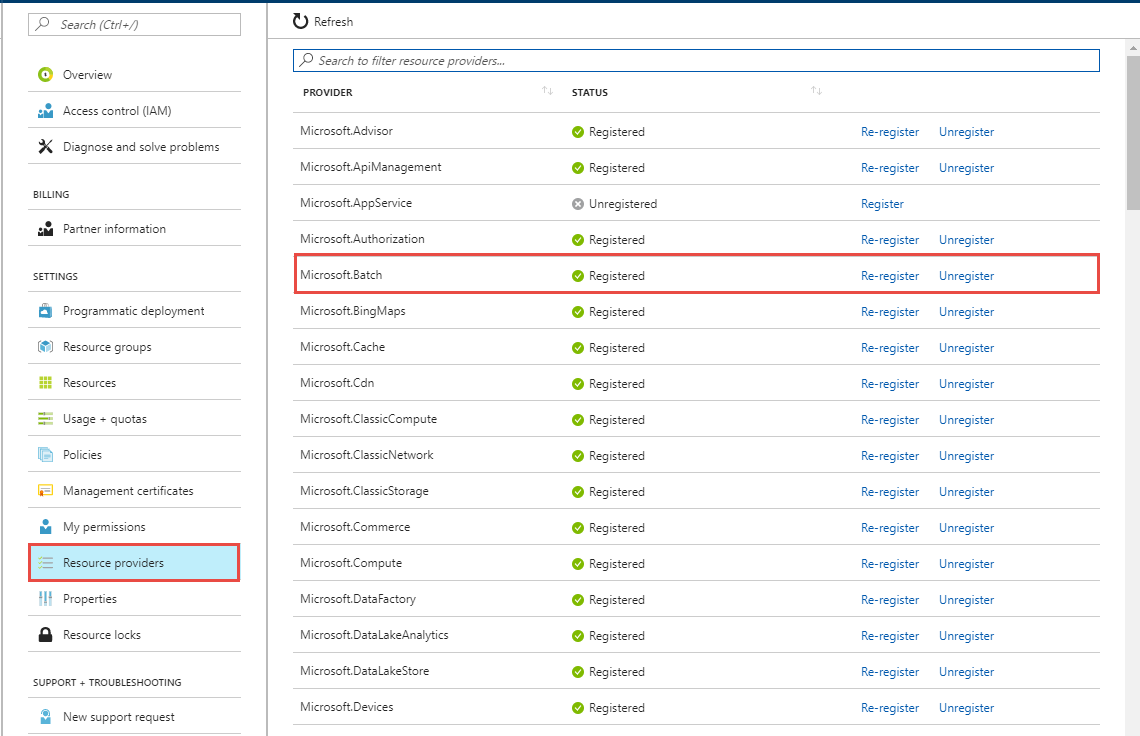 Search (Ctrl+/)
Overview
Access control (IAM)
Diagnose and solve problems
BILLING
Partner information
SETTINGS
Programmatic deployment
Resource groups
Resources
Usage + quotas
Policies
Management certificates
My permissions
Resource providers
Properties
Resource locks
SUPPORT + TROUBLESHOOTING
New support request
Refresh
Search to filter resource providers...
PROVIDER STATUS
Microsoft.Advisor Registered Re-register Unregister
Microsoft.ApiManagement Registered Re-register Unregister
Microsoft.AppService Unregistered Register
Microsoft.Authorization Registered Re-register Unregister
Microsoft.Batch Registered Re-register Unregister
Microsoft.BingMaps Registered Re-register Unregister
Microsoft.Cache Registered Re-register Unregister
Microsoft.Cdn Registered Re-register Unregister
Microsoft.ClassicCompute Registered Re-register Unregister
Microsoft.ClassicNetwork Registered Re-register Unregister
Microsoft.ClassicStorage Registered Re-register Unregister
Microsoft.Commerce Registered Re-register Unregister
Microsoft.Compute Registered Re-register Unregister
Microsoft.DataFactory Registered Re-register Unregister
Microsoft.DataLakeAnalytics Registered Re-register Unregister
Microsoft.DataLakeStore Registered Re-register Unregister
Microsoft.Devices Registered Re-register Unregister